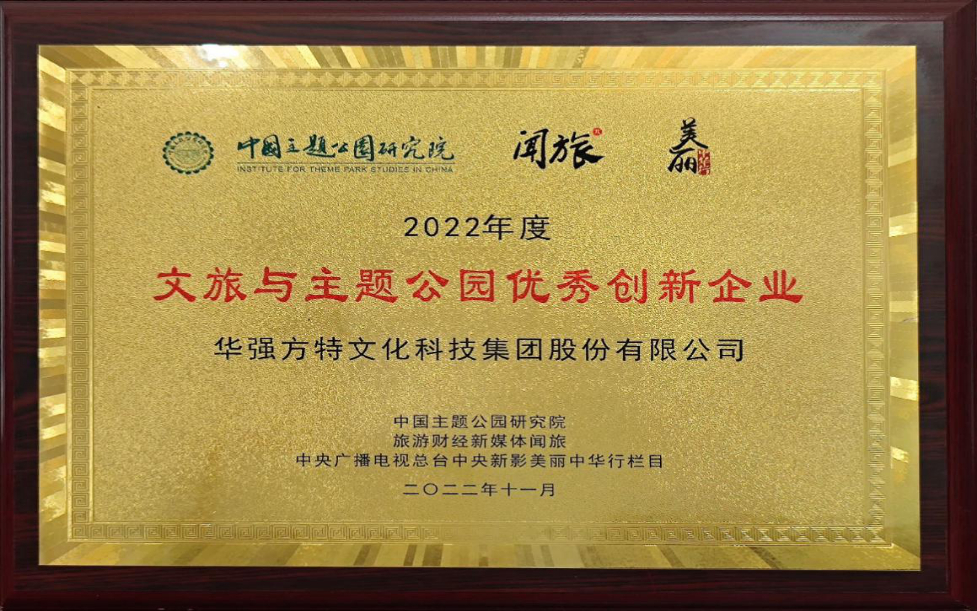 中国主题公园研究院
INSTITUTE FOR THEME PARK STUDIES IN CHINA
闻旅
美丽
2022年度
文旅与主题公园优秀创新企业
华强方特文化科技集团股份有限公司
中国主题公园研究院
旅游财经新媒体闻旅
中央广播电视总台中央新影美丽中华行栏目
二〇二二年十一月